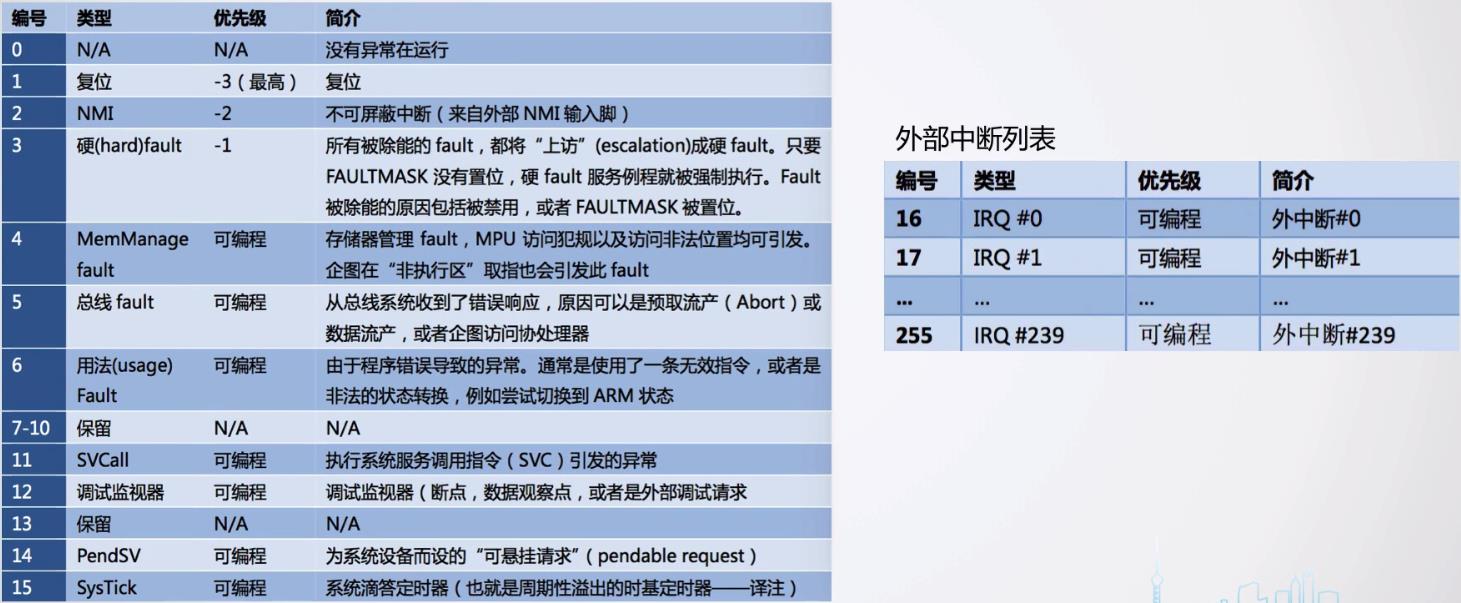 编号 类型 优先级 简介
0 N/A N/A 没有异常在运行
1 复位 -3（最高） 复位
2 NMI -2 不可屏蔽中断（来自外部 NMI 输入脚）
3 硬(hard)fault -1 所有被除能的 fault，都将“上访”(escalation)成硬 fault。只要
FAULTMASK 没有置位，硬 fault 服务例程就被强制执行。Fault
被除能的原因包括被禁用，或者 FAULTMASK 被置位。
4 MemManage 可编程 存储器管理 fault，MPU 访问犯规以及访问非法位置均可引发。
fault 企图在“非执行区”取指也会引发此 fault
5 总线 fault 可编程 从总线系统收到了错误响应，原因可以是预取流产（Abort）或
数据流产，或者企图访问协处理器
6 用法(usage) 可编程 由于程序错误导致的异常。通常是使用了一条无效指令，或者是
Fault 非法的状态转换，例如尝试切换到 ARM 状态
7-10 保留 N/A N/A
11 SVCall 可编程 执行系统服务调用指令（SVC）引发的异常
12 调试监视器 可编程 调试监视器（断点，数据观察点，或者是外部调试请求
13 保留 N/A N/A
14 PendSV 可编程 为系统设备而设的“可悬挂请求”（pendable request）
15 SysTick 可编程 系统滴答定时器（也就是周期性溢出的时基定时器——译注）
外部中断列表
编号 类型 优先级 简介
16 IRQ #0 可编程 外中断#0
17 IRQ #1 可编程 外中断#1
... ... ... ...
255 IRQ #239 可编程 外中断#239